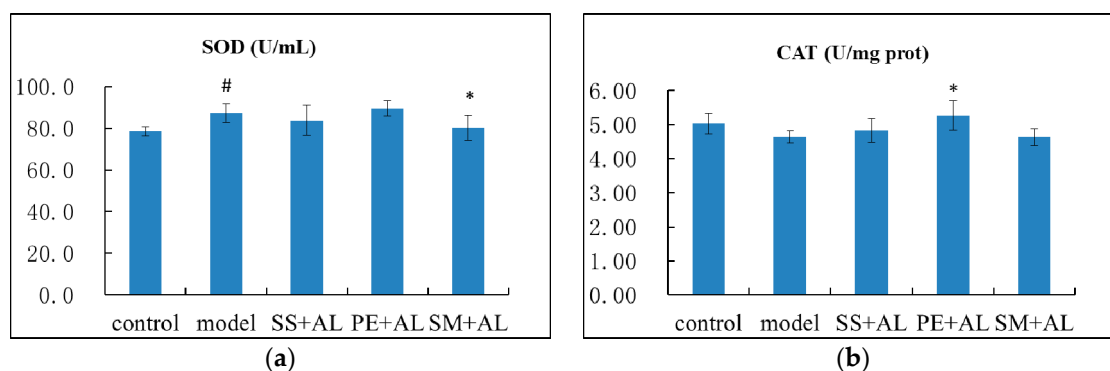 SOD (U/mL)
100.0
80.0
60.0
40.0
20.0
0.0
#
*
control model SS+AL PE+AL SM+AL
(a)
CAT (U/mg prot)
6.00
5.00
4.00
3.00
2.00
1.00
0.00
*
control model SS+AL PE+AL SM+AL
(b)